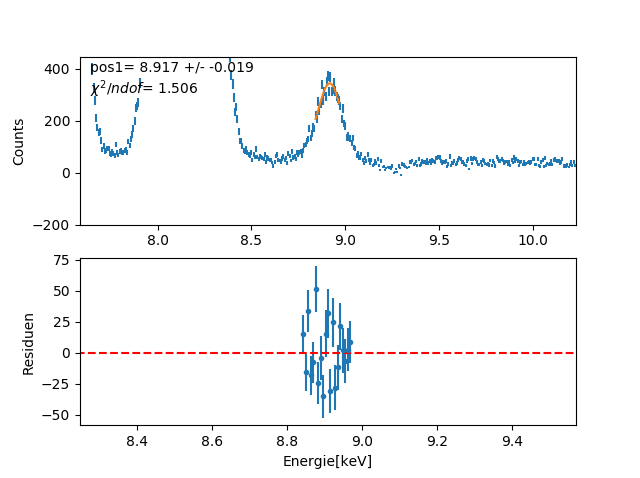 400
200
0
−200
Counts
pos1= 8.917 +/- -0.019
χ²/ndof= 1.506
8.0 8.5 9.0 9.5 10.0
75
50
25
0
−25
−50
Residuen
8.4 8.6 8.8 9.0 9.2 9.4
Energie[keV]